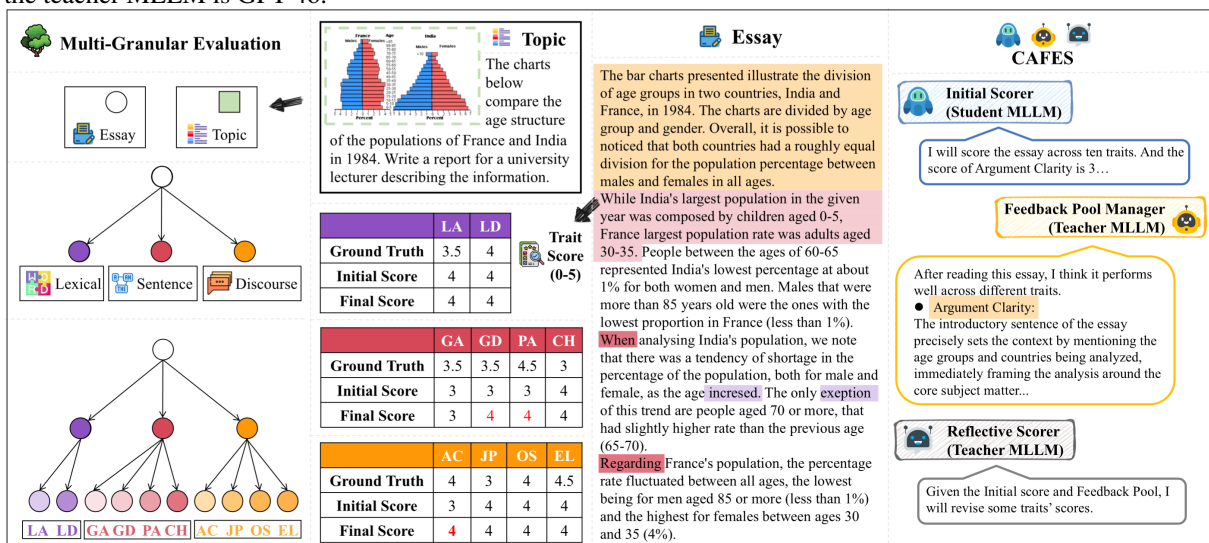 the teacher MLLM is GPT-4o.
Multi-Granular Evaluation
Essay
Topic
Lexical
Sentence
Discourse
LA LD GA GD PA CH AC JP OS EL
France Age India
Males Females
Males Females
Percent
Percent
Topic
The charts
below
compare the
age structure
of the populations of France and India
in 1984. Write a report for a university
lecturer describing the information.
LA LD
Ground Truth 3.5 4
Initial Score 4 4
Final Score 4 4
Trait
Score
(0-5)
GA GD PA CH
Ground Truth 3.5 3.5 4.5 3
Initial Score 3 3 3 4
Final Score 3 4 4 4
AC JP OS EL
Ground Truth 4 3 4 4.5
Initial Score 3 4 4 4
Final Score 4 4 4 4
Essay
The bar charts presented illustrate the division
of age groups in two countries, India and
France, in 1984. The charts are divided by age
group and gender. Overall, it is possible to
noticed that both countries had a roughly equal
division for the population percentage between
males and females in all ages.
While India's largest population in the given
year was composed by children aged 0-5,
France largest population rate was adults aged
30-35. People between the ages of 60-65
represented India's lowest percentage at about
1% for both women and men. Males that were
more than 85 years old were the ones with the
lowest proportion in France (less than 1%).
When analysing India's population, we note
that there was a tendency of shortage in the
percentage of the population, both for male and
female, as the age incresed. The only exeption
of this trend are people aged 70 or more, that
had slightly higher rate than the previous age
(65-70).
Regarding France's population, the percentage
rate fluctuated between all ages, the lowest
being for men aged 85 or more (less than 1%)
and the highest for females between ages 30
and 35 (4%).
CAFES
Initial Scorer
(Student MLLM)
I will score the essay across ten traits. And the
score of Argument Clarity is 3…
Feedback Pool Manager
(Teacher MLLM)
After reading this essay, I think it performs
well across different traits.
● Argument Clarity:
The introductory sentence of the essay
precisely sets the context by mentioning the
age groups and countries being analyzed,
immediately framing the analysis around the
core subject matter...
Reflective Scorer
(Teacher MLLM)
Given the Initial score and Feedback Pool, I
will revise some traits' scores.